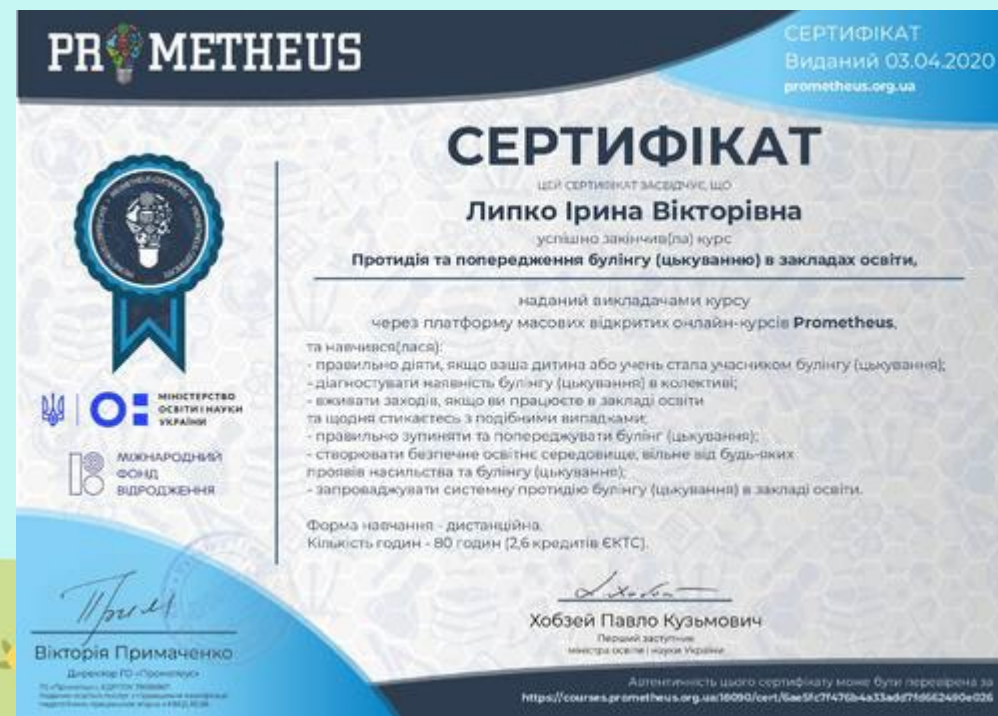 PROMETHEUS
СЕРТИФІКАТ
Виданий 03.04.2020
prometheus.org.ua
СЕРТИФІКАТ
ЦЕЙ СЕРТИФІКАТ ЗАСВІДЧУЄ, ЩО
Липко Ірина Вікторівна
успішно закінчив(ла) курс
Протидія та попередження булінгу (цькуванню) в закладах освіти,
наданий викладачами курсу
через платформу масових відкритих онлайн-курсів Prometheus,
та навчився(лася):
- правильно діяти, якщо ваша дитина або учень стала учасником булінгу (цькування);
- діагностувати наявність булінгу (цькування) в колективі;
- вживати заходів, якщо ви працюєте в закладі освіти
та щодня стикаєтесь з подібними випадками;
- правильно зупиняти та попереджувати булінг (цькування);
- створювати безпечне освітнє середовище, вільне від будь-яких
проявів насильства та булінгу (цькування);
- запроваджувати системну протидію булінгу (цькування) в закладі освіти.
Форма навчання - дистанційна.
Кількість годин - 80 годин (2,6 кредитів ЄКТС).
МІНІСТЕРСТВО
ОСВІТИ І НАУКИ
УКРАЇНИ
МІЖНАРОДНИЙ
ФОНД
ВІДРОДЖЕННЯ
Вікторія Примаченко
Директор ГО «Прометеус»
Хобзей Павло Кузьмович
Перший заступник
міністра освіти і науки України
Автентичність цього сертифікату може бути перевірена за
https://courses.prometheus.org.ua:18090/cert/